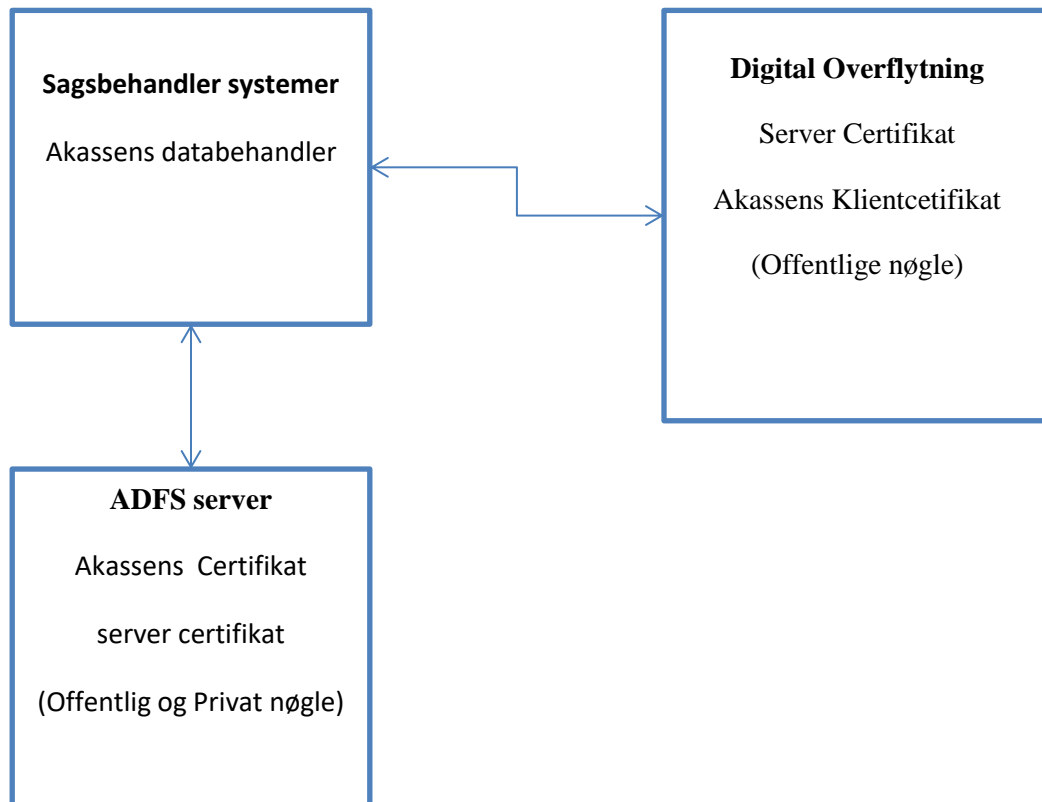 Sagsbehandler systemer
Akassens databehandler
Digital Overflytning
Server Certifikat
Akassens Klientcetifikat
(Offentlige nøgle)
ADFS server
Akassens Certifikat
server certifikat
(Offentlig og Privat nøgle)